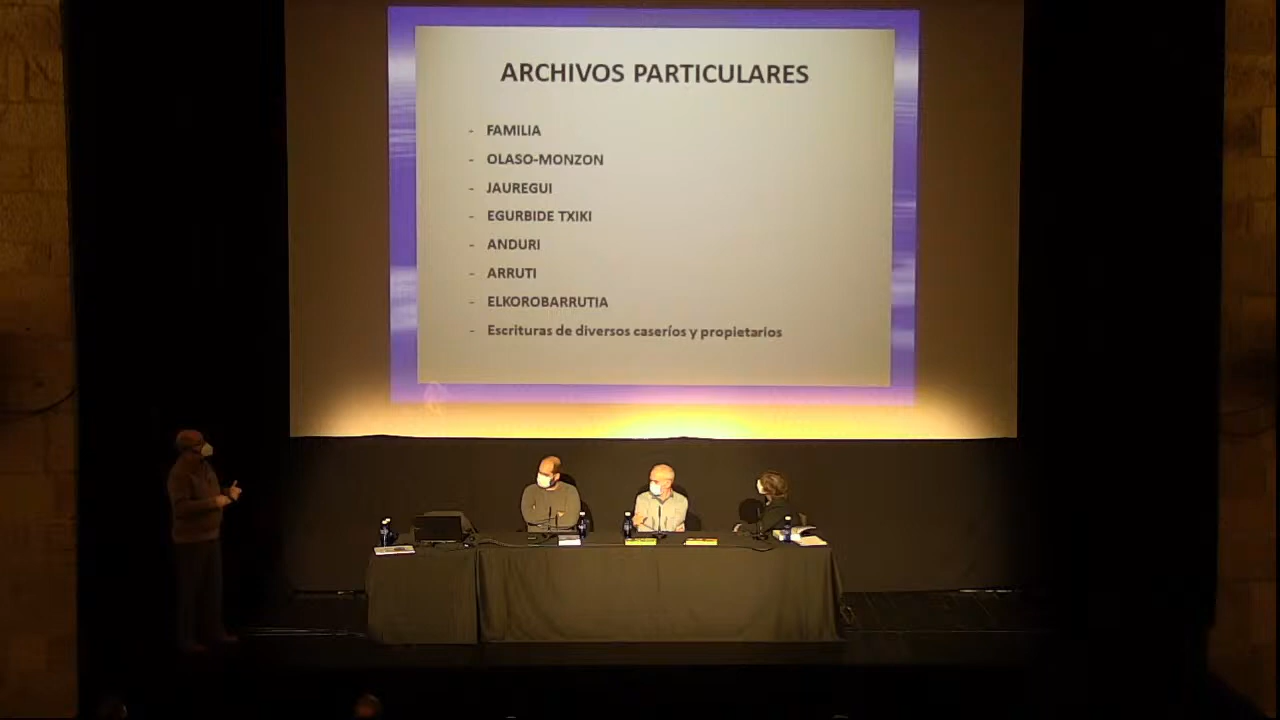 ARCHIVOS PARTICULARES
- FAMILIA
- OLASO-MONZON
- JAUREGUI
- EGURBIDE TXIKI
- ANDURI
- ARRUTI
- ELKOROBARRUTIA
- Escrituras de diversos caseríos y propietarios